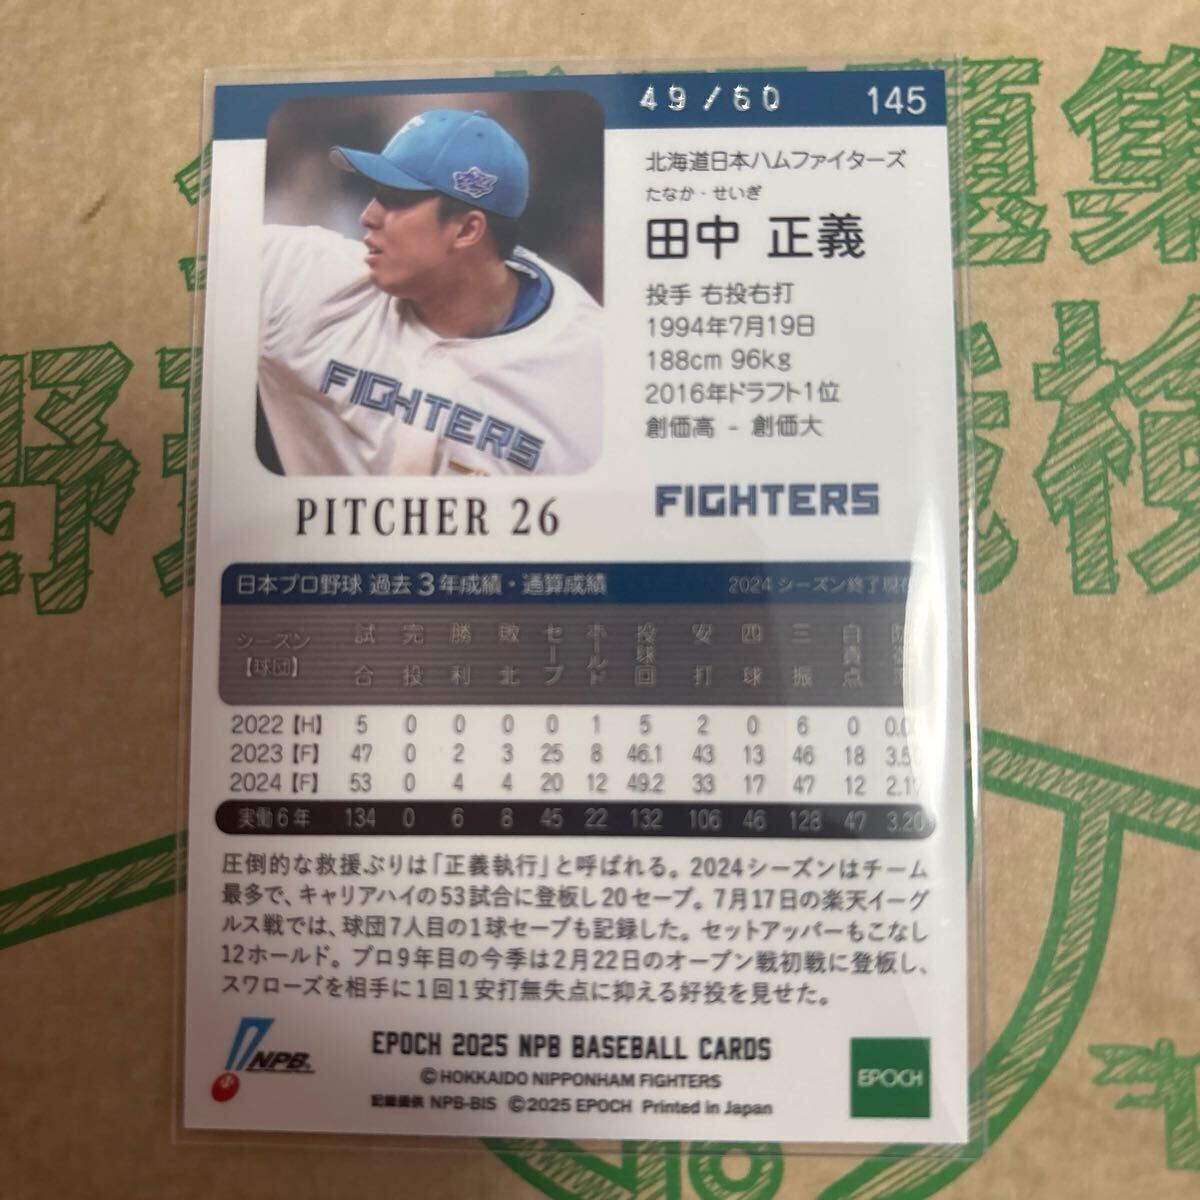 49/60
145
北海道日本ハムファイターズ
たなか・せいぎ
田中 正義
投手 右投右打
1994年7月19日
188cm 96kg
2016年ドラフト1位
創価高 - 創価大
FIGHTERS
FIGHTERS
PITCHER 26
日本プロ野球 過去3年成績・通算成績 2024シーズン終了現在
シーズン【球団】 試合 完投 勝利 敗北 セーブ ホールド 投球回 安打 四球 三振 自責点
2022【H】 5 0 0 0 0 1 5 2 0 6 0 0.0
2023【F】 47 0 2 3 25 8 46.1 43 13 46 18 3.50
2024【F】 53 0 4 4 20 12 49.2 33 17 47 12 2.1
実働6年 134 0 6 8 45 22 132 106 46 128 47 3.20
圧倒的な救援ぶりは「正義執行」と呼ばれる。2024シーズンはチーム
最多で、キャリアハイの53試合に登板し20セーブ。7月17日の楽天イーグ
ルス戦では、球団7人目の1球セーブも記録した。セットアッパーもこなし
12ホールド。プロ9年目の今季は2月22日のオープン戦初戦に登板し、
スワローズを相手に1回1安打無失点に抑える好投を見せた。
NPB
EPOCH 2025 NPB BASEBALL CARDS
©HOKKAIDO NIPPONHAM FIGHTERS
記録提供 NPB-BIS ©2025 EPOCH Printed in Japan
EPOCH